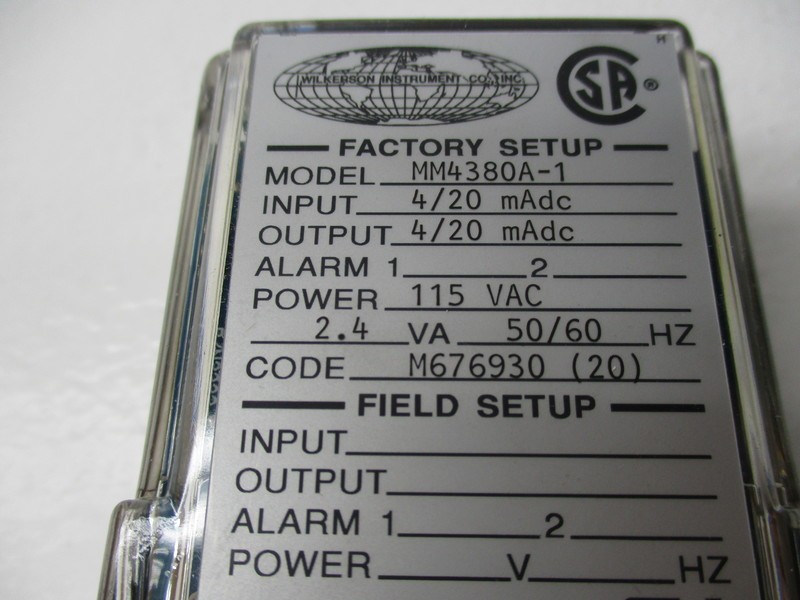 WILKERSON INSTRUMENT CO., INC.
CSA ®
FACTORY SETUP
MODEL MM4380A-1
INPUT 4/20 mAdc
OUTPUT 4/20 mAdc
ALARM 1 2
POWER 115 VAC
2.4 VA 50/60 HZ
CODE M676930 (20)
FIELD SETUP
INPUT
OUTPUT
ALARM 1 2
POWER V HZ